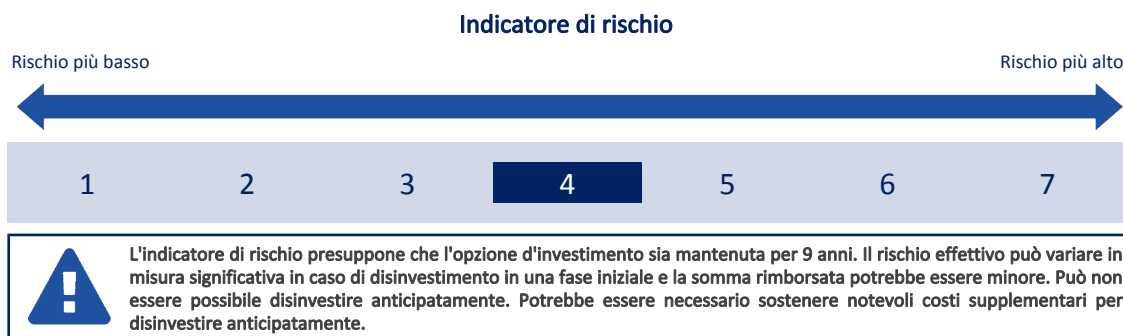 Indicatore di rischio
Rischio più basso
Rischio più alto
1 2 3 4 5 6 7
L'indicatore di rischio presuppone che l'opzione d'investimento sia mantenuta per 9 anni. Il rischio effettivo può variare in
misura significativa in caso di disinvestimento in una fase iniziale e la somma rimborsata potrebbe essere minore. Può non
essere possibile disinvestire anticipatamente. Potrebbe essere necessario sostenere notevoli costi supplementari per
disinvestire anticipatamente.